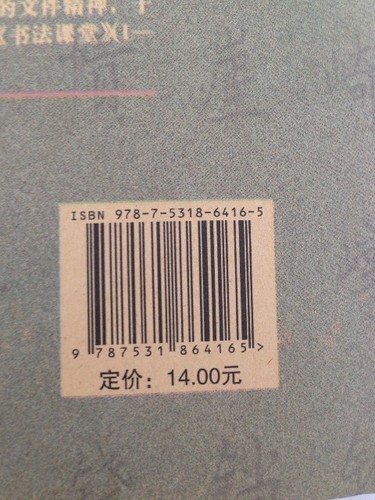 的文件精神，于
《书法课堂》(1—
ISBN 978-7-5318-6416-5
9 787531 864165 >
定价：14.00元